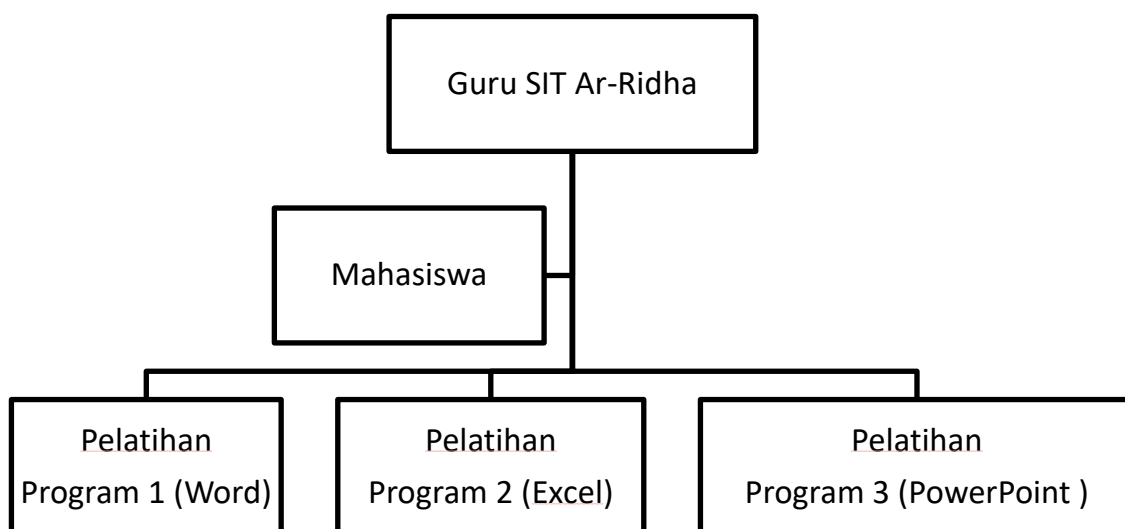 Guru SIT Ar-Ridha
Mahasiswa
Pelatihan
Program 1 (Word)
Pelatihan
Program 2 (Excel)
Pelatihan
Program 3 (PowerPoint )